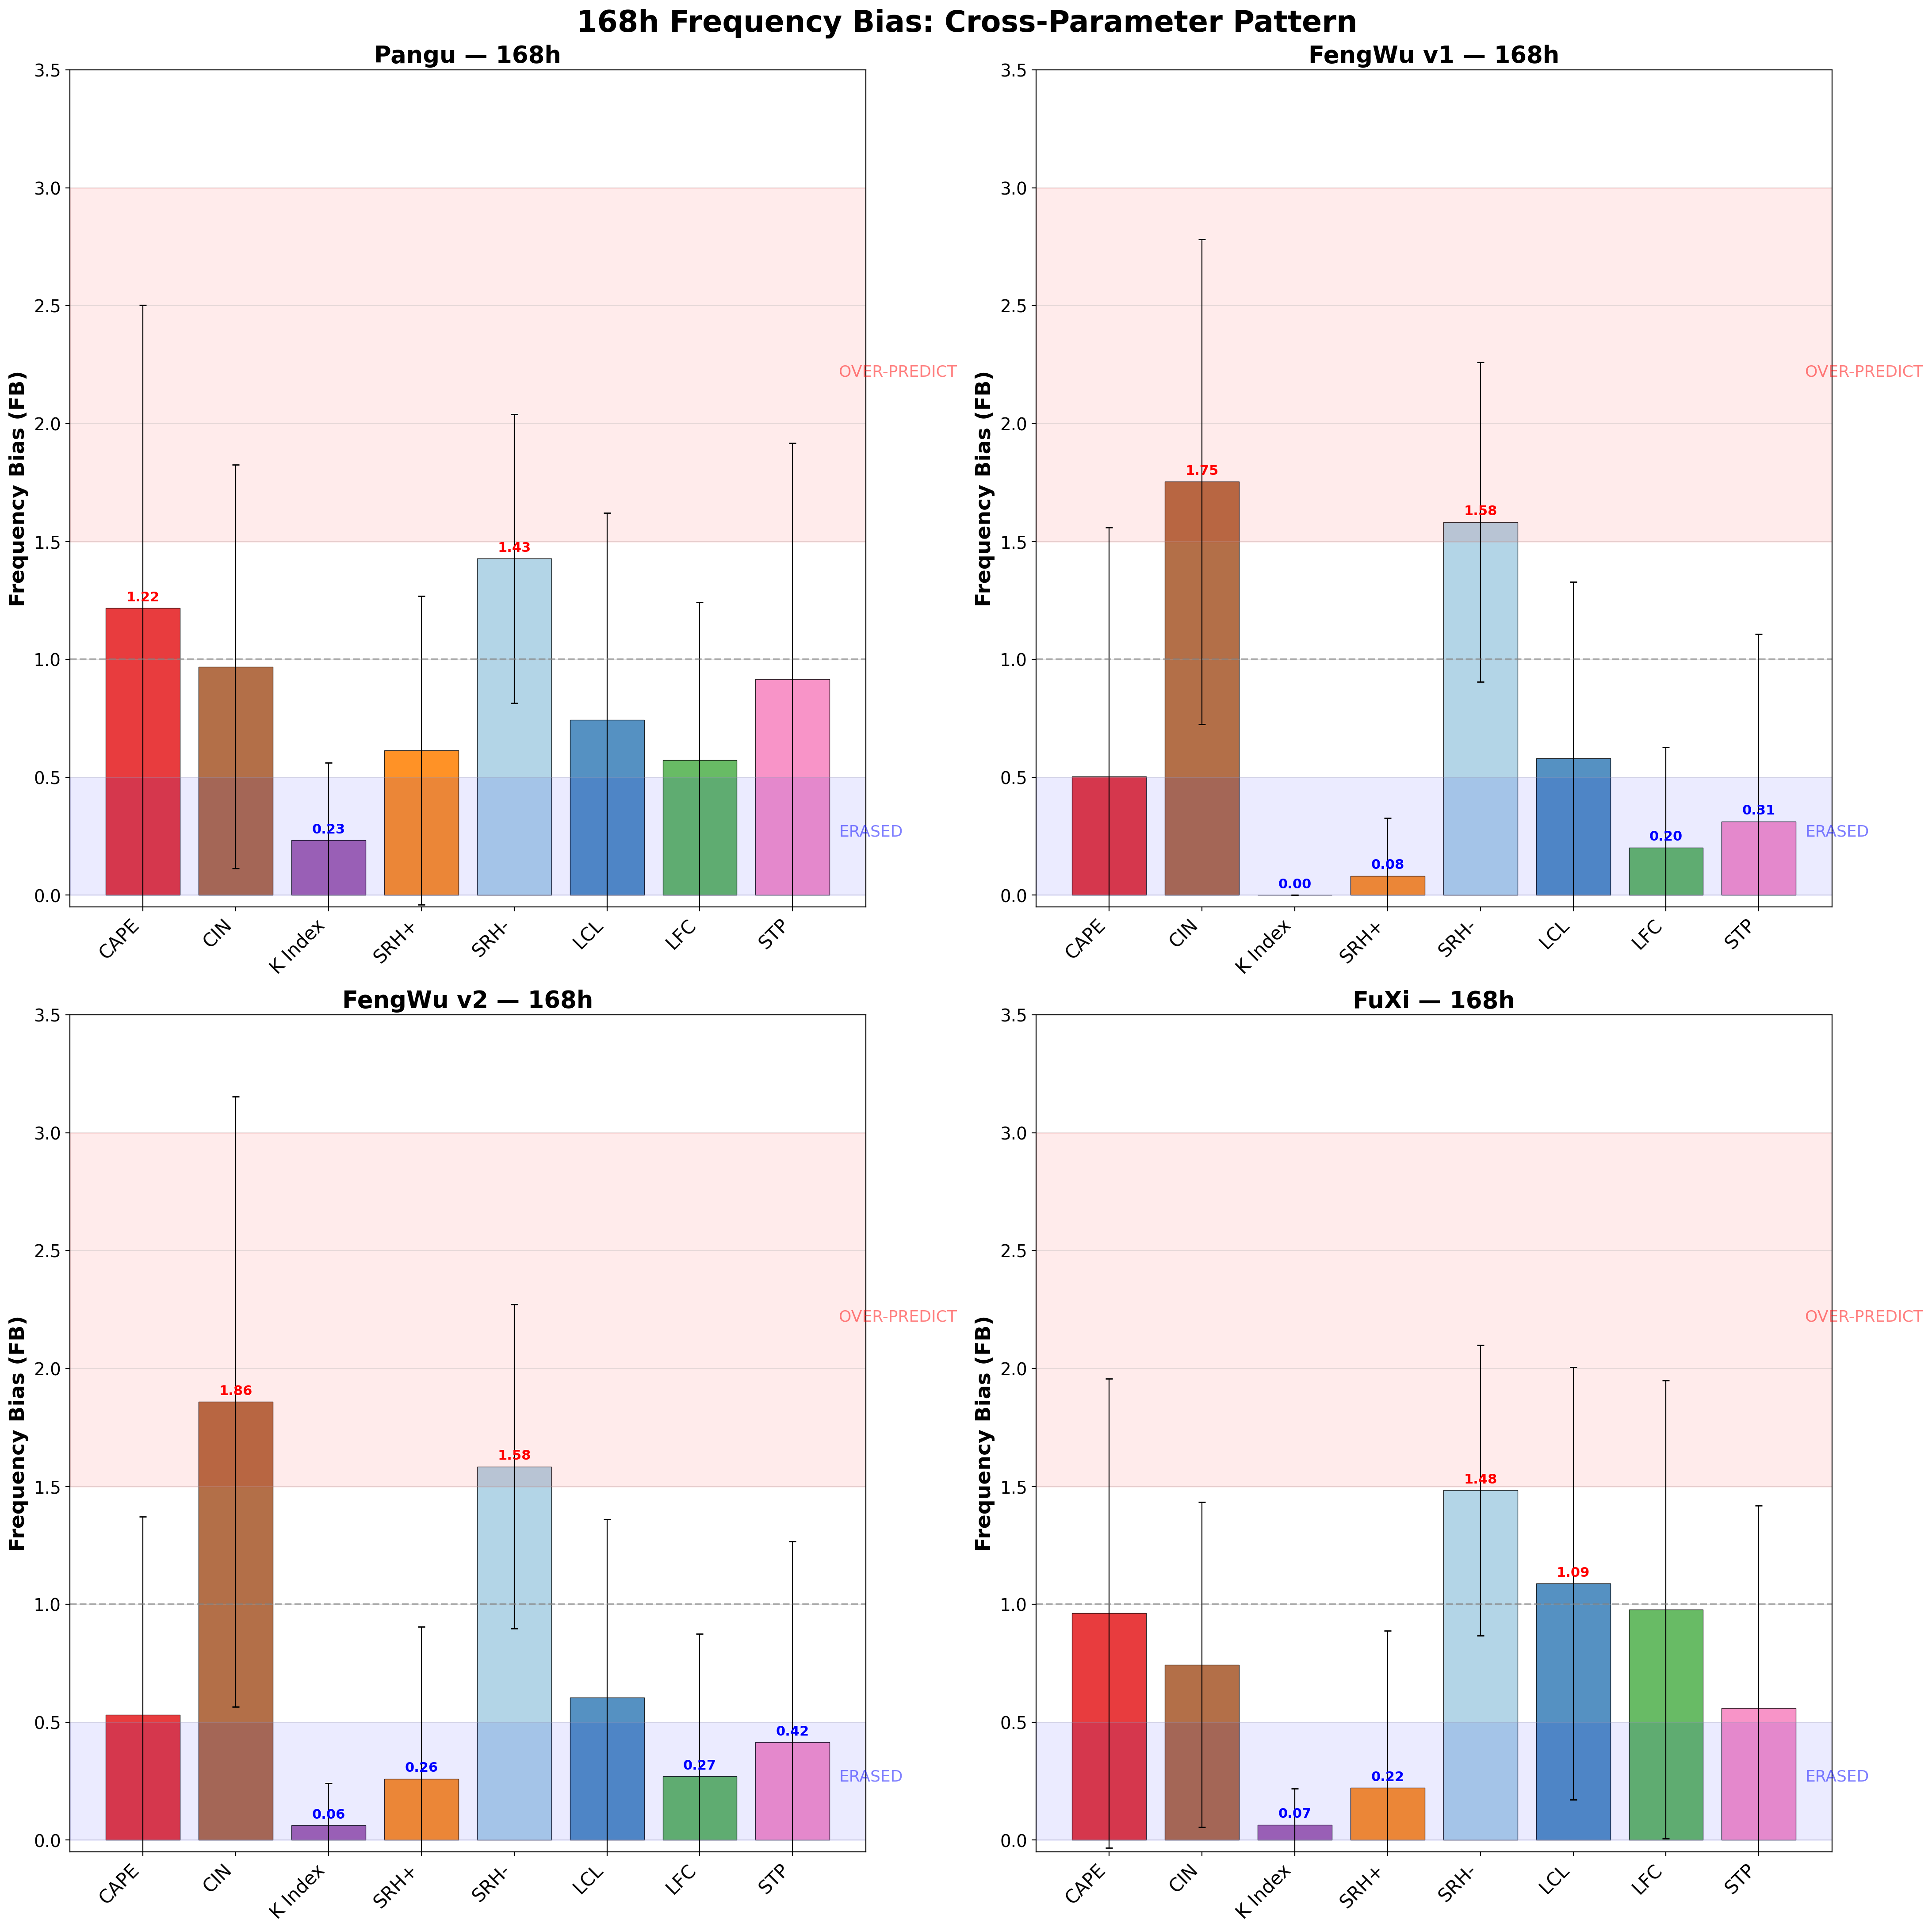 168h Frequency Bias: Cross-Parameter Pattern
Pangu — 168h
3.5
3.0
2.5
2.0
1.5
1.0
0.5
0.0
Frequency Bias (FB)
1.22
0.23
1.43
OVER-PREDICT
ERASED
CAPE
CIN
K Index
SRH+
SRH-
LCL
LFC
STP
FengWu v1 — 168h
3.5
3.0
2.5
2.0
1.5
1.0
0.5
0.0
Frequency Bias (FB)
1.75
0.00
0.08
1.58
0.20
0.31
OVER-PREDICT
ERASED
CAPE
CIN
K Index
SRH+
SRH-
LCL
LFC
STP
FengWu v2 — 168h
3.5
3.0
2.5
2.0
1.5
1.0
0.5
0.0
Frequency Bias (FB)
1.86
0.06
0.26
1.58
0.27
0.42
OVER-PREDICT
ERASED
CAPE
CIN
K Index
SRH+
SRH-
LCL
LFC
STP
FuXi — 168h
3.5
3.0
2.5
2.0
1.5
1.0
0.5
0.0
Frequency Bias (FB)
0.07
0.22
1.48
1.09
OVER-PREDICT
ERASED
CAPE
CIN
K Index
SRH+
SRH-
LCL
LFC
STP